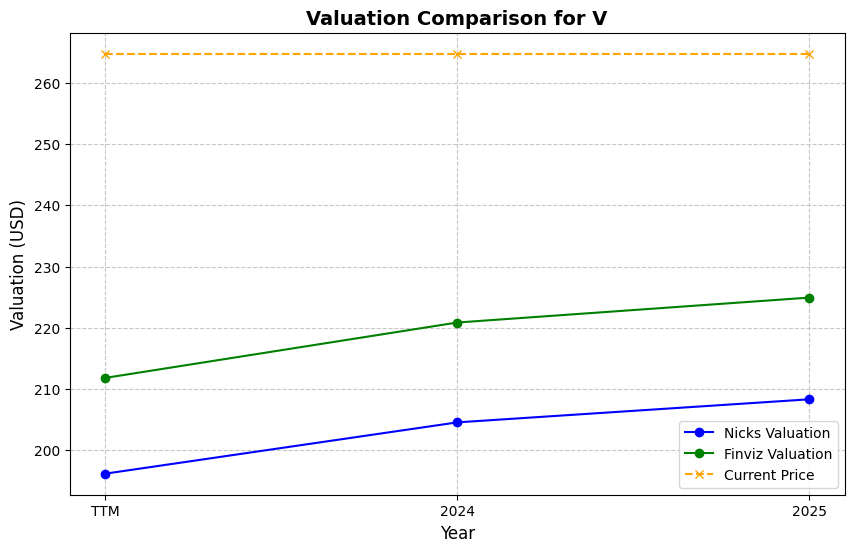 Valuation Comparison for V
Valuation (USD)
260
250
240
230
220
210
200
TTM
2024
2025
Year
Nicks Valuation
Finviz Valuation
Current Price